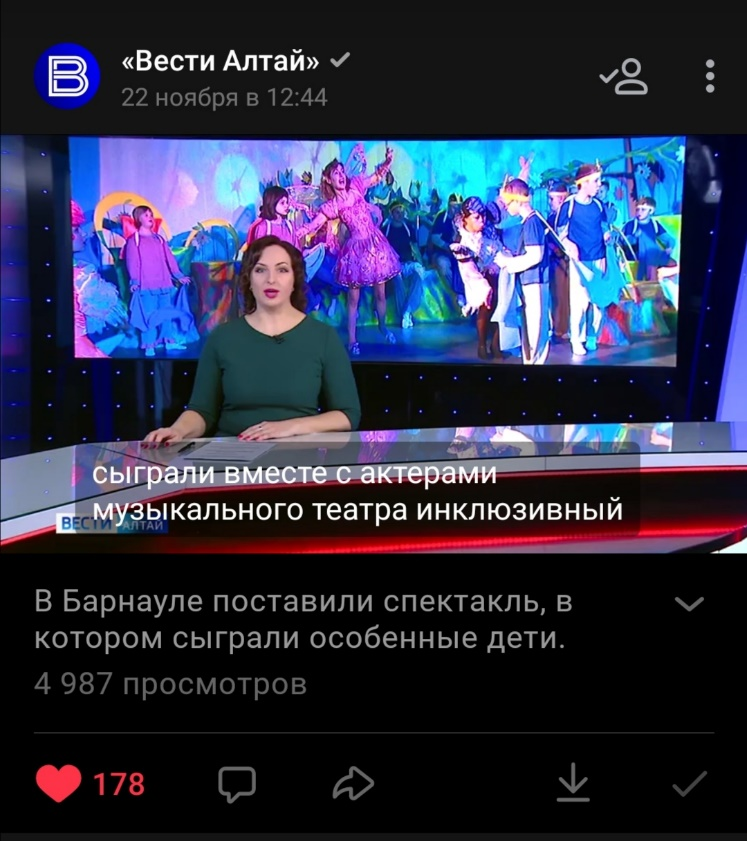 «Вести Алтай»
22 ноября в 12:44
сыграли вместе с актерами
музыкального театра инклюзивный
ВЕСТИ АЛТАЙ
В Барнауле поставили спектакль, в
котором сыграли особенные дети.
4 987 просмотров
178